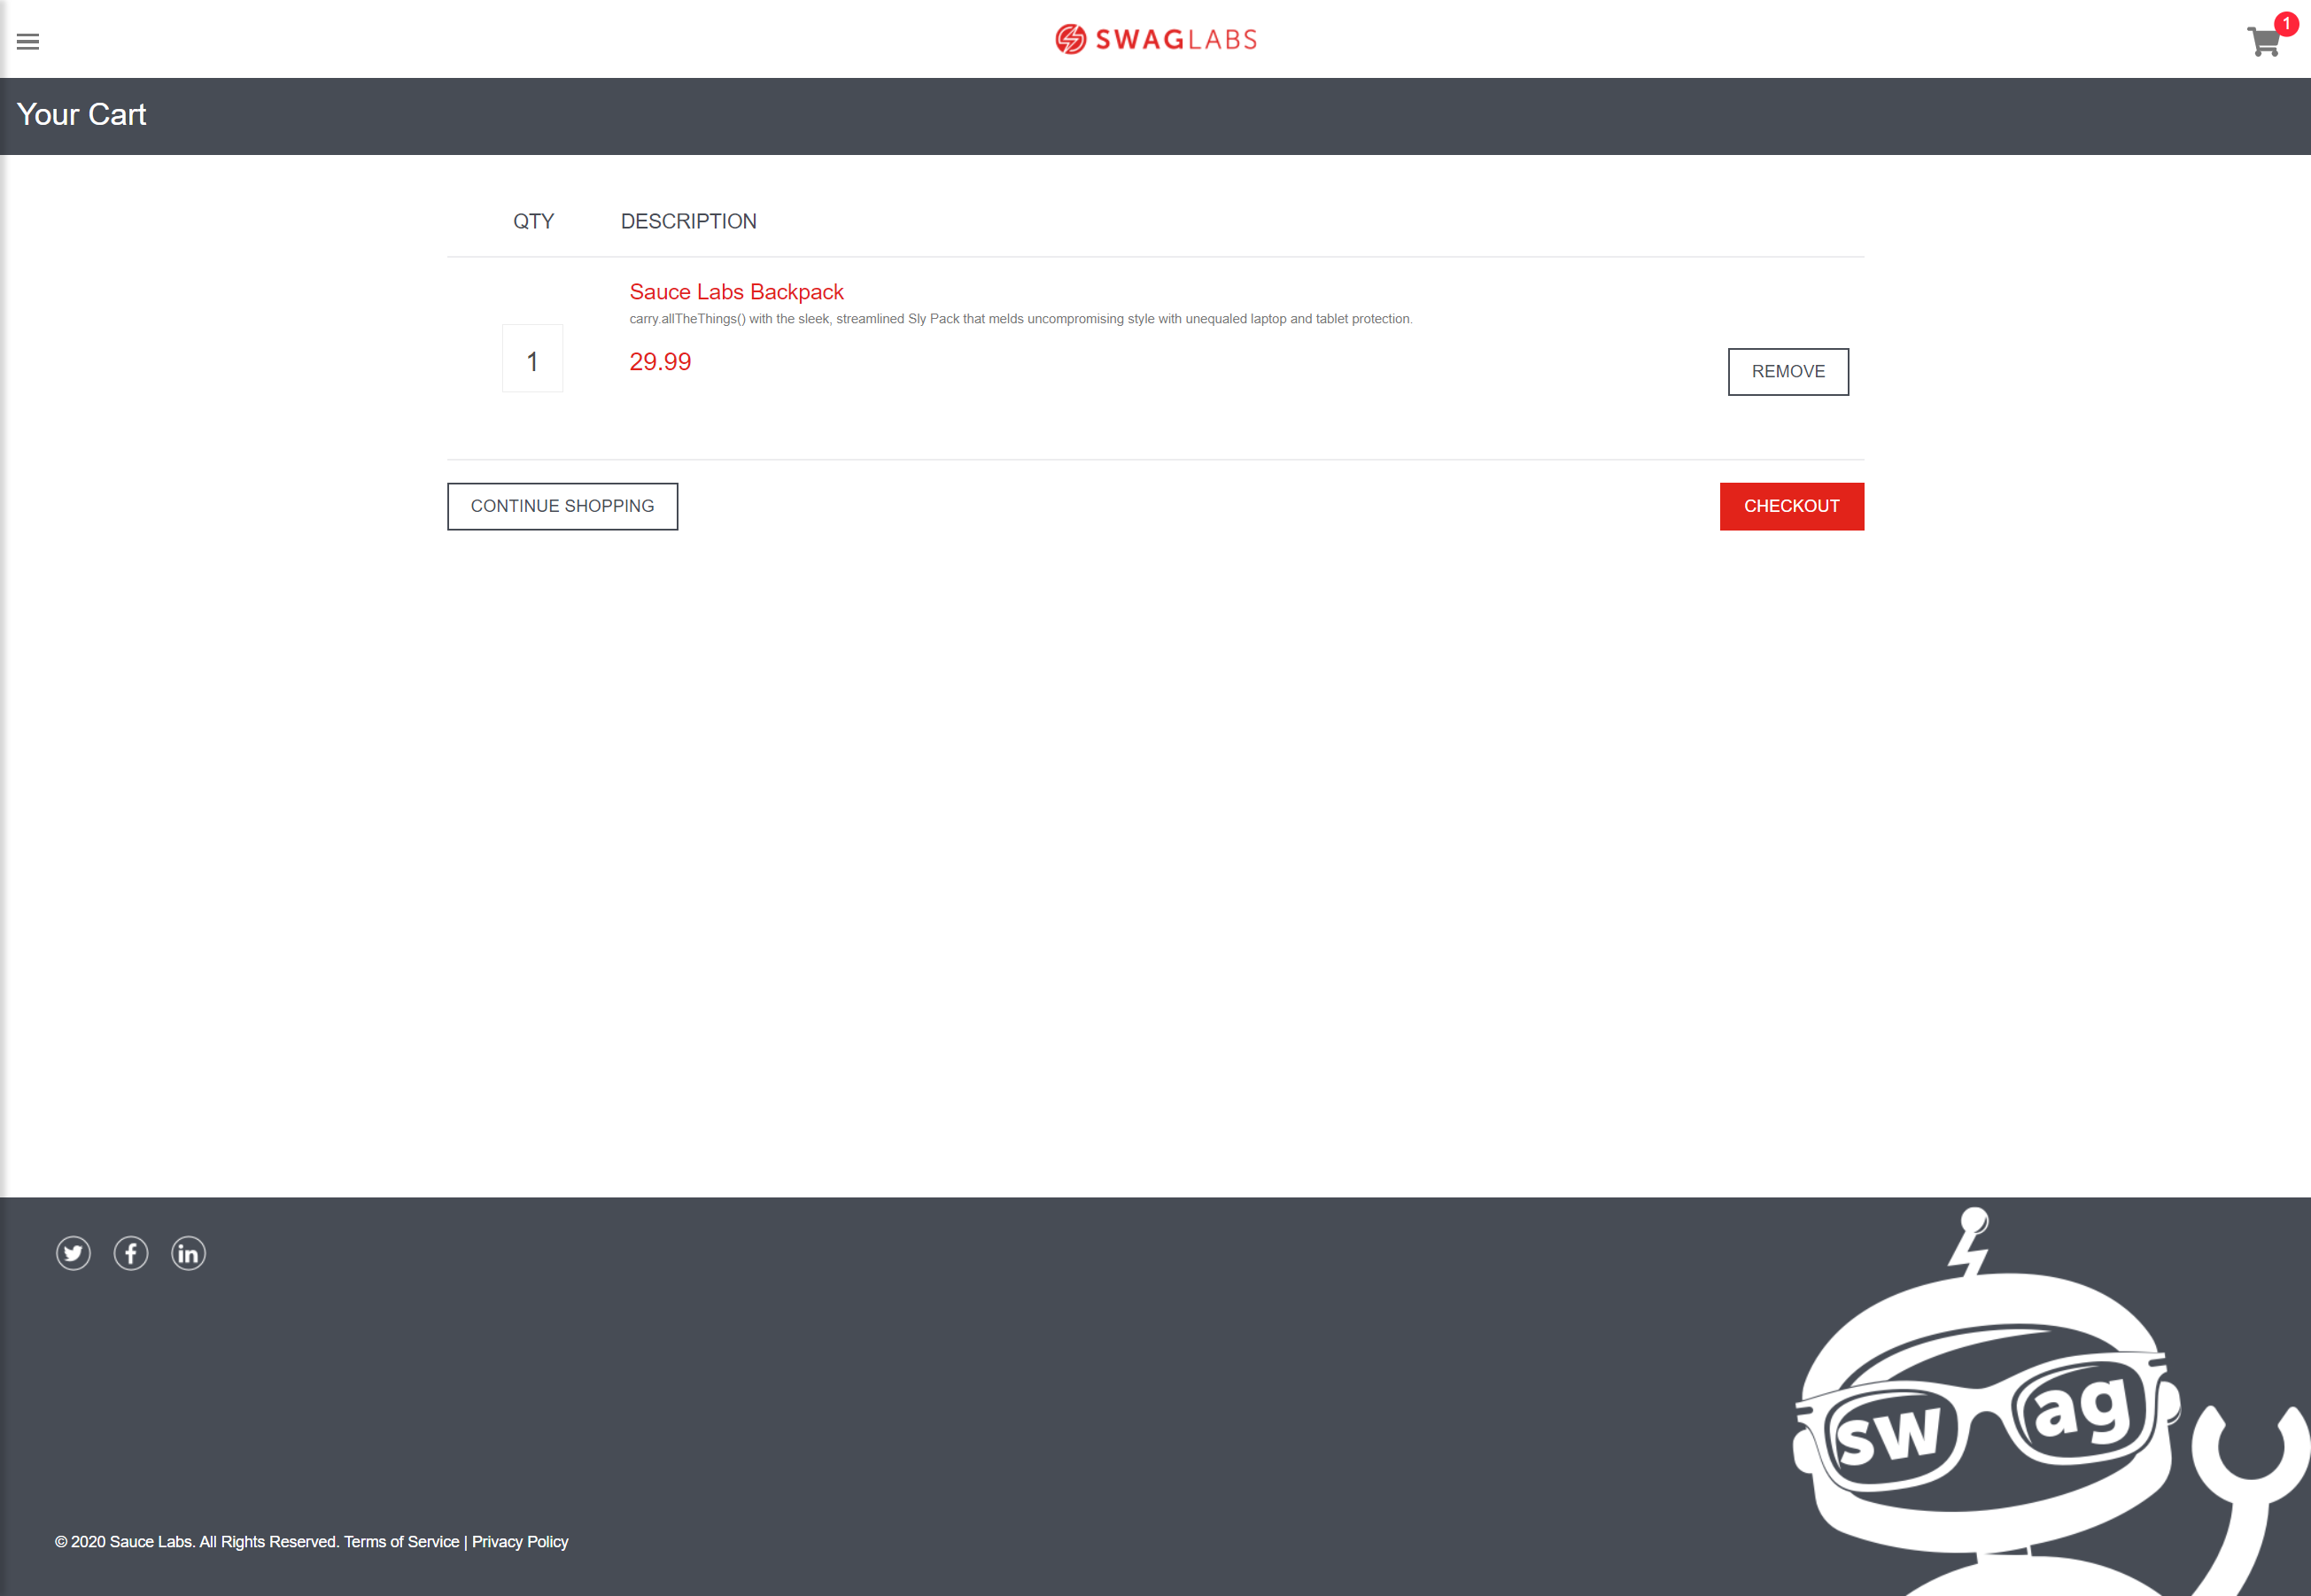 SWAGLABS
1
Your Cart
QTY DESCRIPTION
Sauce Labs Backpack
carry.allTheThings() with the sleek, streamlined Sly Pack that melds uncompromising style with unequaled laptop and tablet protection.
1
29.99
REMOVE
CONTINUE SHOPPING
CHECKOUT
sw ag
© 2020 Sauce Labs. All Rights Reserved. Terms of Service | Privacy Policy